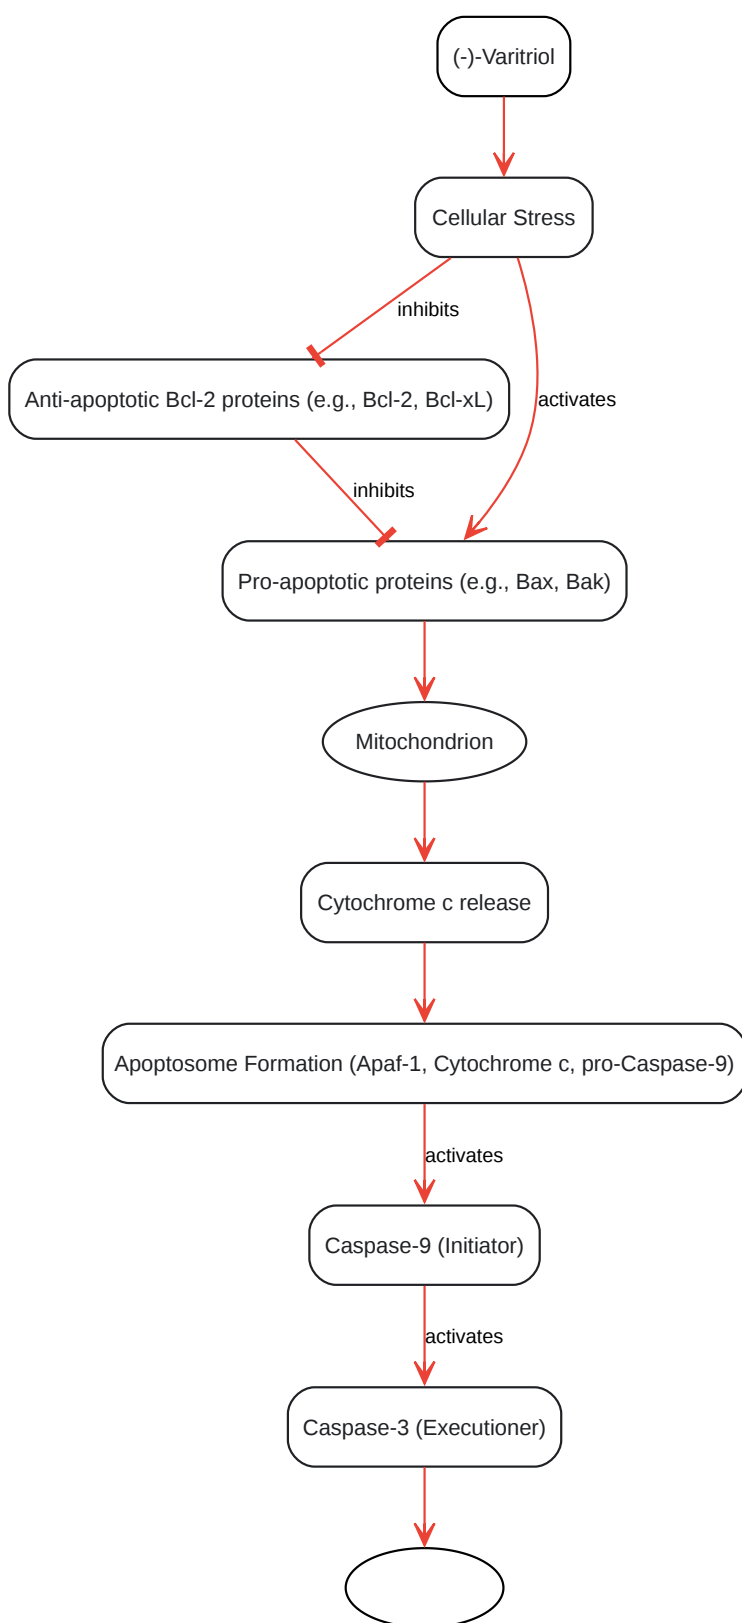 (-)-Varitriol
Cellular Stress
inhibits
Anti-apoptotic Bcl-2 proteins (e.g., Bcl-2, Bcl-xL)
activates
inhibits
Pro-apoptotic proteins (e.g., Bax, Bak)
Mitochondrion
Cytochrome c release
Apoptosome Formation (Apaf-1, Cytochrome c, pro-Caspase-9)
activates
Caspase-9 (Initiator)
activates
Caspase-3 (Executioner)